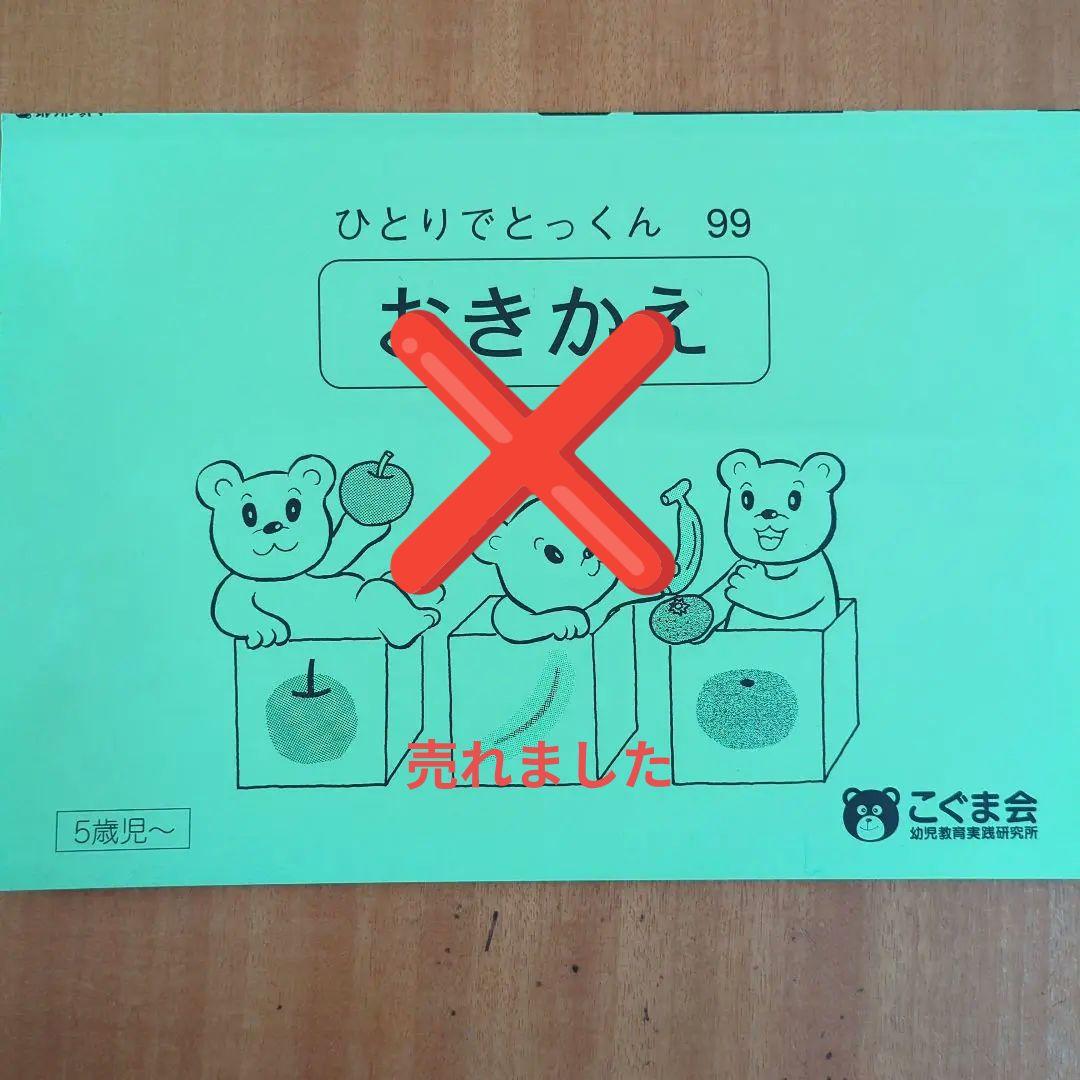 ひとりでとっくん 99
おきかえ
売れました
5歳児～
こぐま会
幼児教育実践研究所